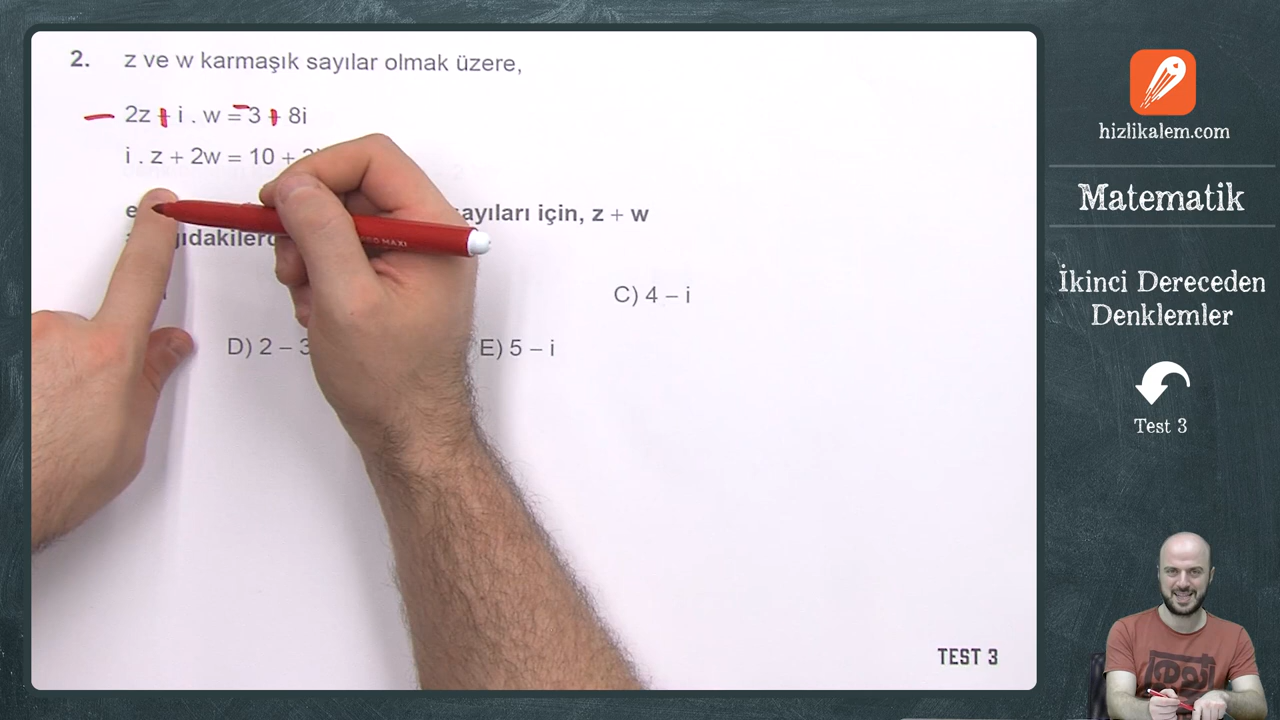 2. z ve w karmaşık sayılar olmak üzere,
2z + i . w = 3 + 8i
i . z + 2w = 10 +
sayıları için, z + w
C) 4 – i
D) 2 – 3
E) 5 – i
TEST 3
hizlikalem.com
Matematik
İkinci Dereceden
Denklemler
Test 3